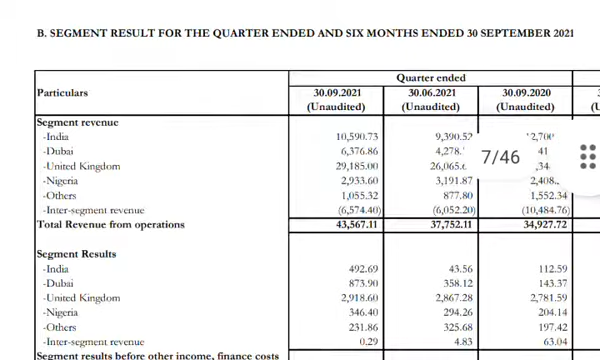 B. SEGMENT RESULT FOR THE QUARTER ENDED AND SIX MONTHS ENDED 30 SEPTEMBER 2021
Quarter ended
Particulars 30.09.2021 30.06.2021 30.09.2020
(Unaudited) (Unaudited) (Unaudited)
Segment revenue
-India 10,590.73 9,390.52
-Dubai 6,376.86 4,278. 41
-United Kingdom 29,185.00 26,065. 34
-Nigeria 2,933.60 3,191.87 2,408.
-Others 1,055.32 877.80 1,552.34
-Inter-segment revenue (6,574.40) (6,052.20) (10,484.76)
Total Revenue from operations 43,567.11 37,752.11 34,927.72
7/46
Segment Results
-India 492.69 43.56 112.59
-Dubai 873.90 358.12 143.37
-United Kingdom 2,918.60 2,867.28 2,781.59
-Nigeria 346.40 294.26 204.14
-Others 231.86 325.68 197.42
-Inter-segment revenue 0.29 4.83 63.04
Segment results before other income, finance costs